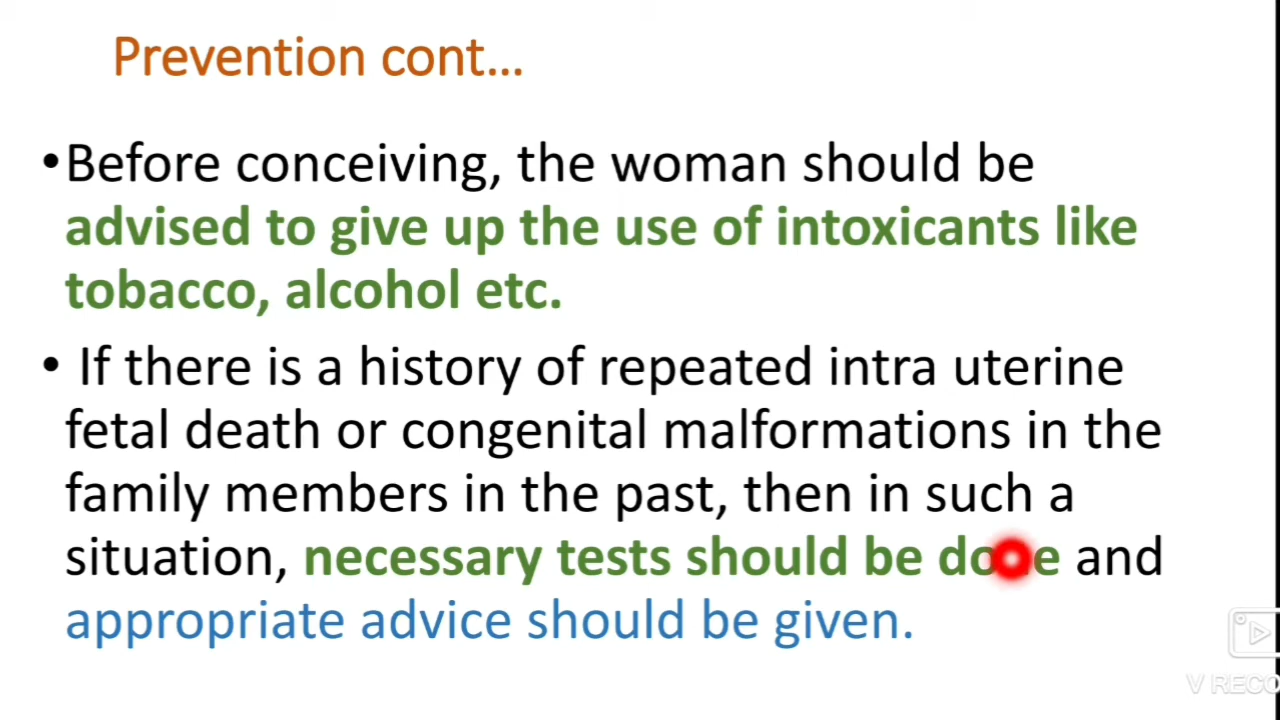 Prevention cont...
•Before conceiving, the woman should be
advised to give up the use of intoxicants like
tobacco, alcohol etc.
• If there is a history of repeated intra uterine
fetal death or congenital malformations in the
family members in the past, then in such a
situation, necessary tests should be done and
appropriate advice should be given.
V RECO